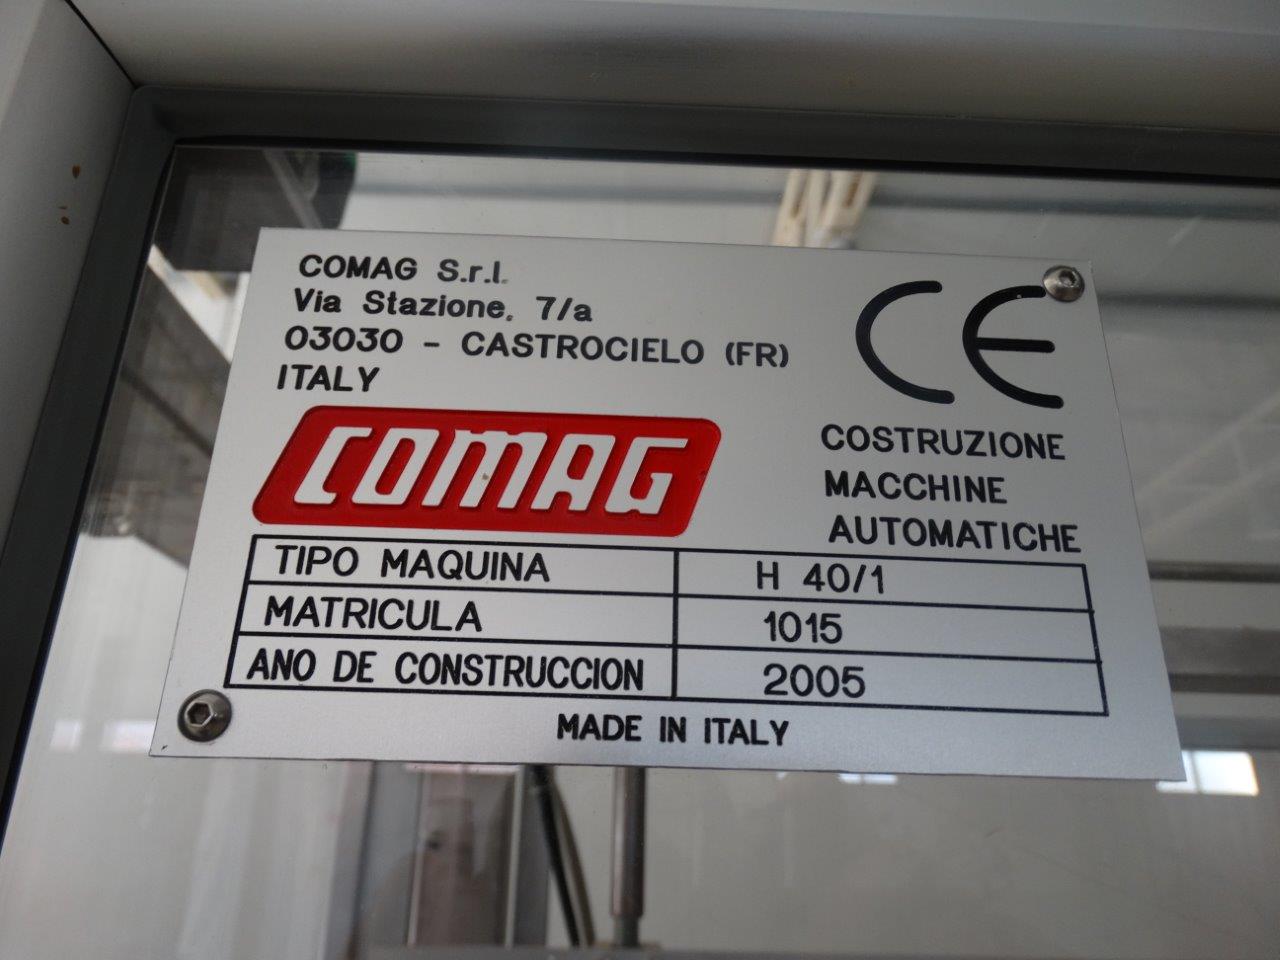 COMAG S.r.l.
Via Stazione, 7/a
03030 - CASTROCIELO (FR)
ITALY
CE
COMAG
COSTRUZIONE
MACCHINE
AUTOMATICHE
TIPO MAQUINA H 40/1
MATRICULA 1015
ANO DE CONSTRUCCION 2005
MADE IN ITALY